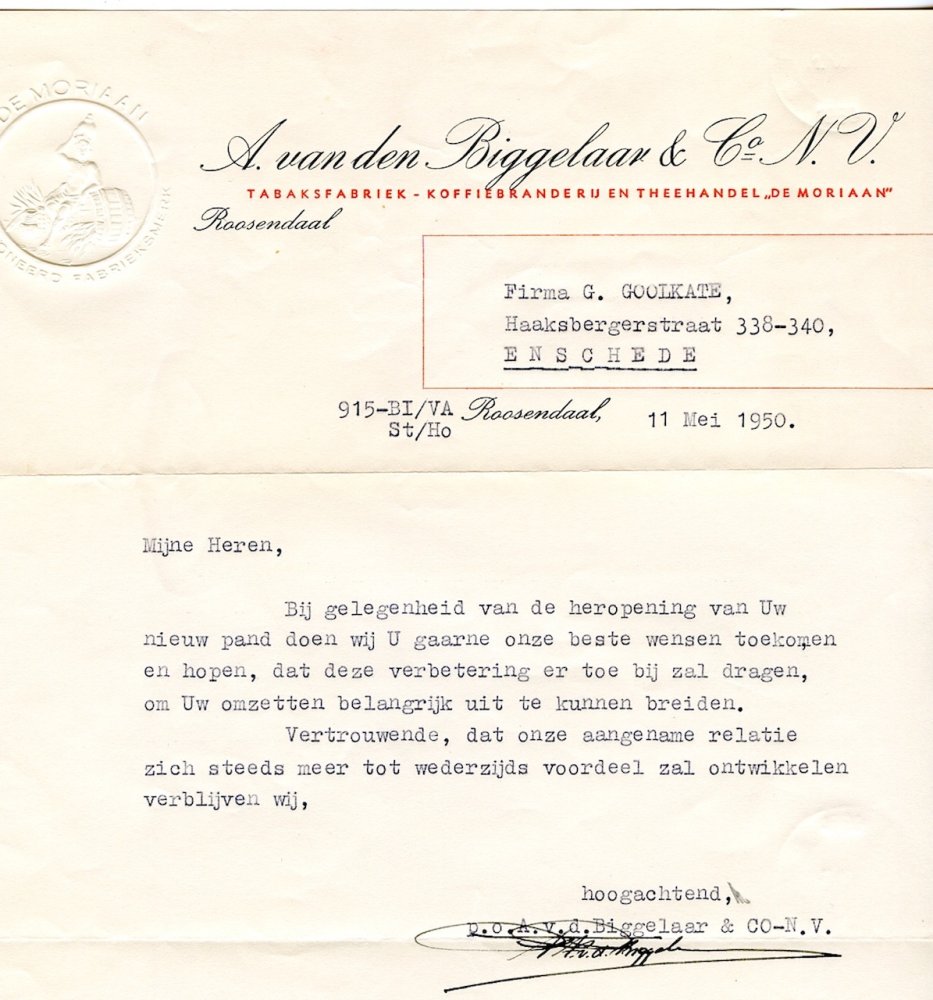 DE MORIAAN
FABRIEKSMERK
A. van den Biggelaar & Co. N. V.
TABAKSFABRIEK - KOFFIEBRANDERIJ EN THEEHANDEL „DE MORIAAN”
Roosendaal
Firma G. GOOLKATE,
Haaksbergerstraat 338-340,
E N S C H E D E
915-BI/VA Roosendaal, 11 Mei 1950.
St/Ho
Mijne Heren,
Bij gelegenheid van de heropening van Uw
nieuw pand doen wij U gaarne onze beste wensen toekomen
en hopen, dat deze verbetering er toe bij zal dragen,
om Uw omzetten belangrijk uit te kunnen breiden.
Vertrouwende, dat onze aangename relatie
zich steeds meer tot wederzijds voordeel zal ontwikkelen
verblijven wij,
hoogachtend,
p.o.A.v.d.Biggelaar & CO-N.V.